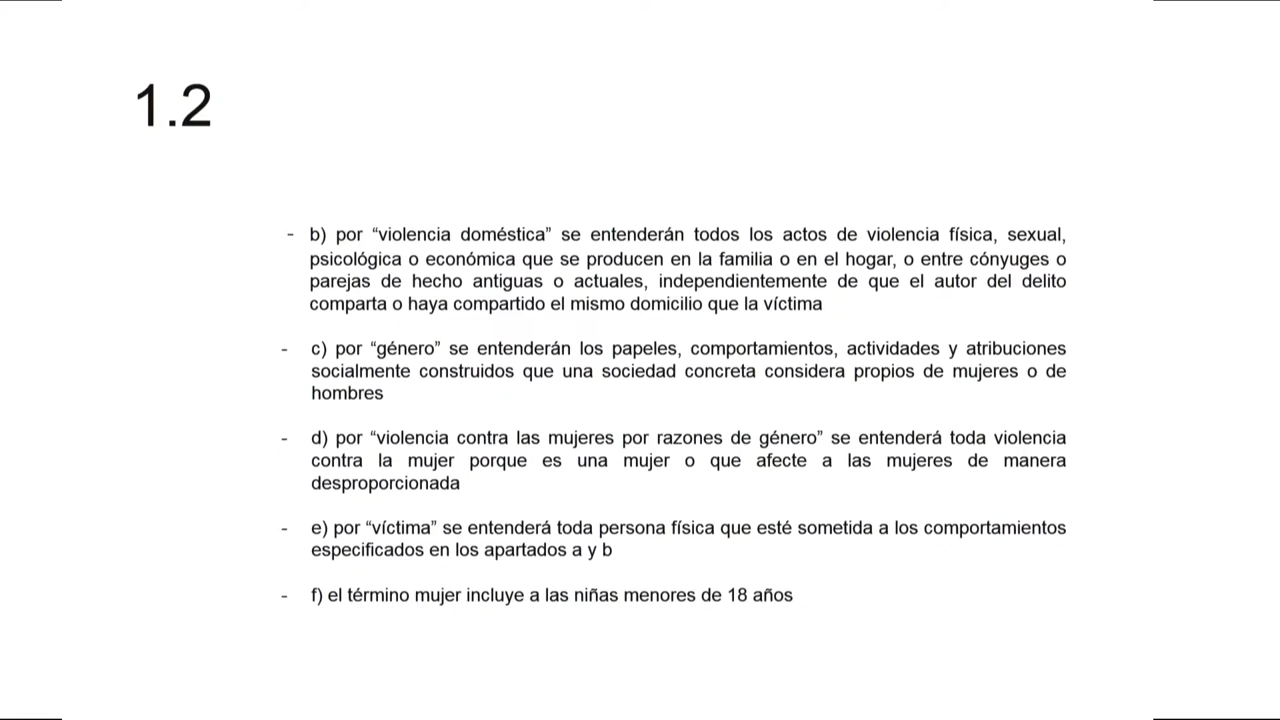 1.2
- b) por “violencia doméstica” se entenderán todos los actos de violencia física, sexual,
psicológica o económica que se producen en la familia o en el hogar, o entre cónyuges o
parejas de hecho antiguas o actuales, independientemente de que el autor del delito
comparta o haya compartido el mismo domicilio que la víctima
- c) por “género” se entenderán los papeles, comportamientos, actividades y atribuciones
socialmente construidos que una sociedad concreta considera propios de mujeres o de
hombres
- d) por “violencia contra las mujeres por razones de género” se entenderá toda violencia
contra la mujer porque es una mujer o que afecte a las mujeres de manera
desproporcionada
- e) por “víctima” se entenderá toda persona física que esté sometida a los comportamientos
especificados en los apartados a y b
- f) el término mujer incluye a las niñas menores de 18 años